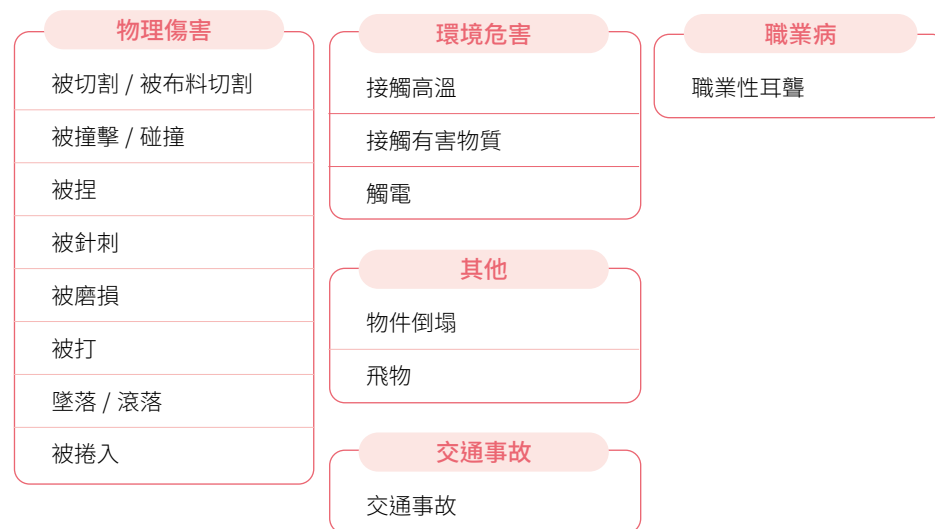 物理傷害
被切割 / 被布料切割
被撞擊 / 碰撞
被捏
被針刺
被磨損
被打
墜落 / 滾落
被捲入
環境危害
接觸高溫
接觸有害物質
觸電
其他
物件倒塌
飛物
交通事故
交通事故
職業病
職業性耳聾